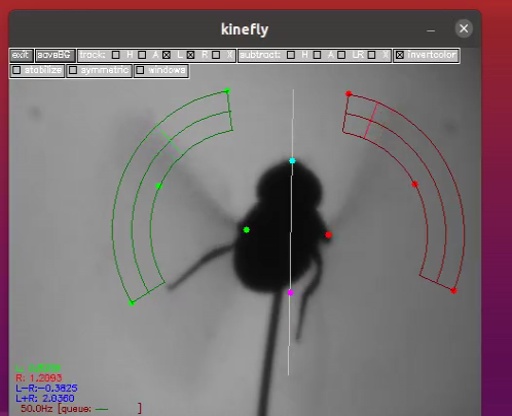 kinefly
exit saveBG track: H A L R X subtract: H A LR X invertcolor
stabilize symmetric windows
R: 1.2093
L-R:-0.3825
L+R: 2.0360
50.0Hz [queue: ]